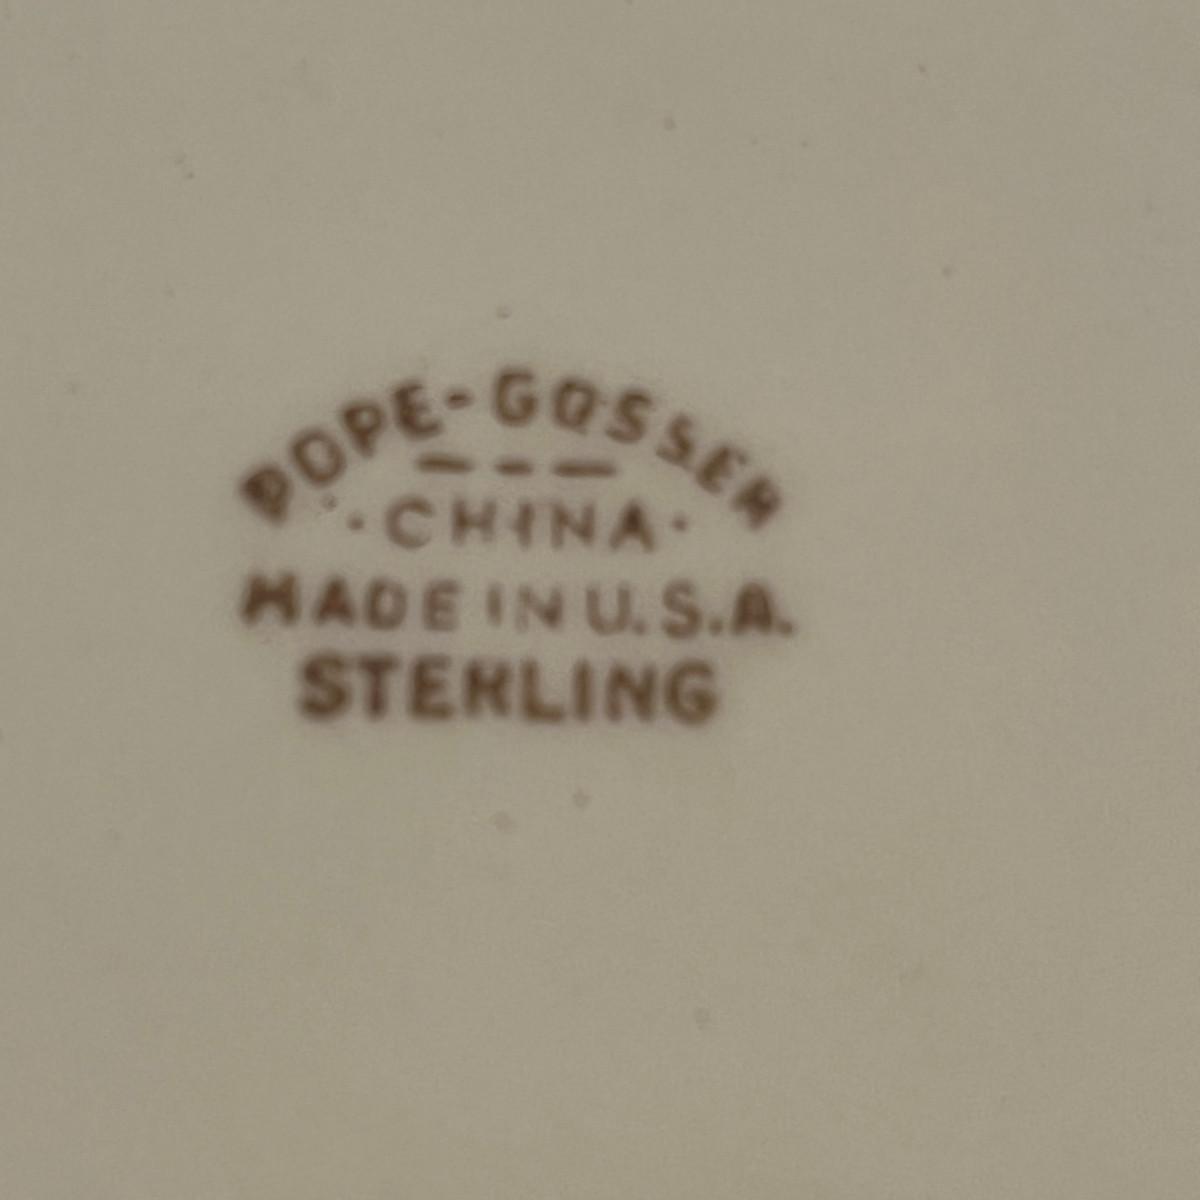 POPE-GOSSER
- - -
· CHINA ·
MADE IN U.S.A.
STERLING